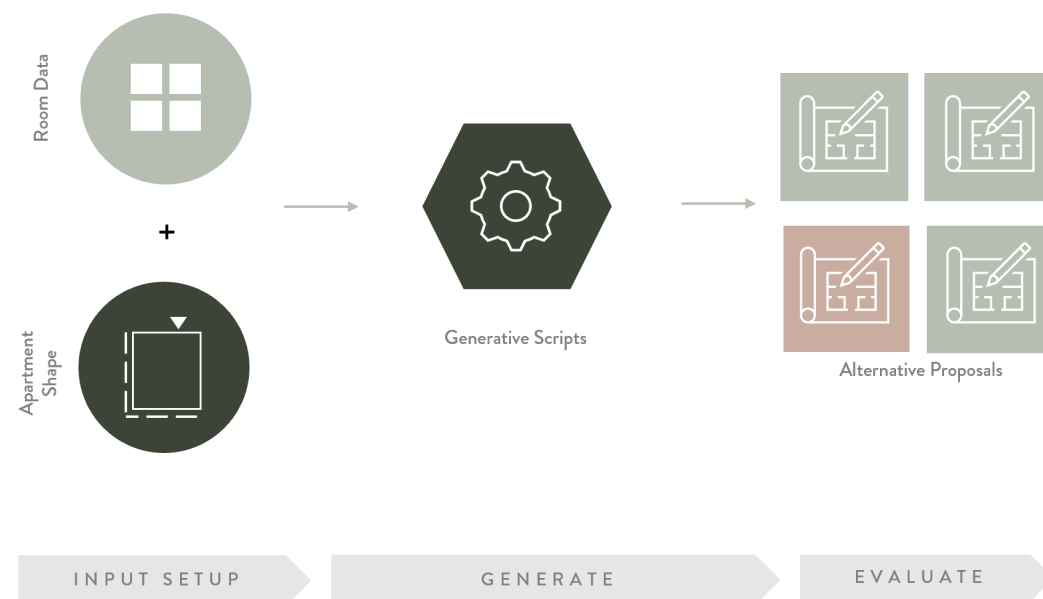 Room Data
+
Apartment
Shape
Generative Scripts
Alternative Proposals
INPUT SETUP
GENERATE
EVALUATE